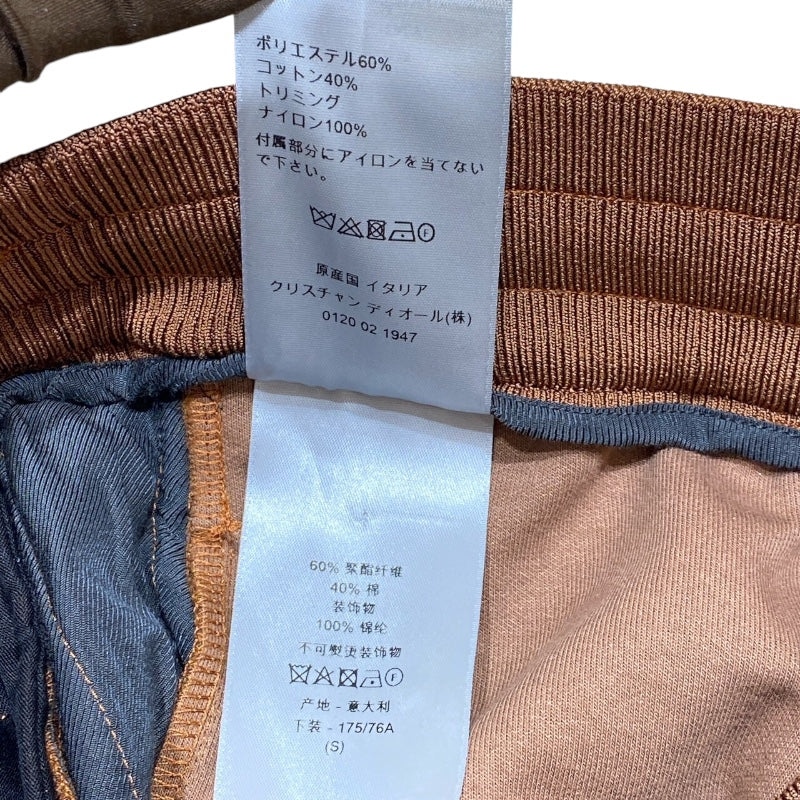 ポリエステル60%
コットン40%
トリミング
ナイロン100%
付属部分にアイロンを当てない
で下さい。
F
原産国 イタリア
クリスチャン ディオール(株)
0120 02 1947
60% 聚酯纤维
40% 棉
装饰物
100% 锦纶
不可熨烫装饰物
F
产地 - 意大利
下装 - 175/76A
(S)